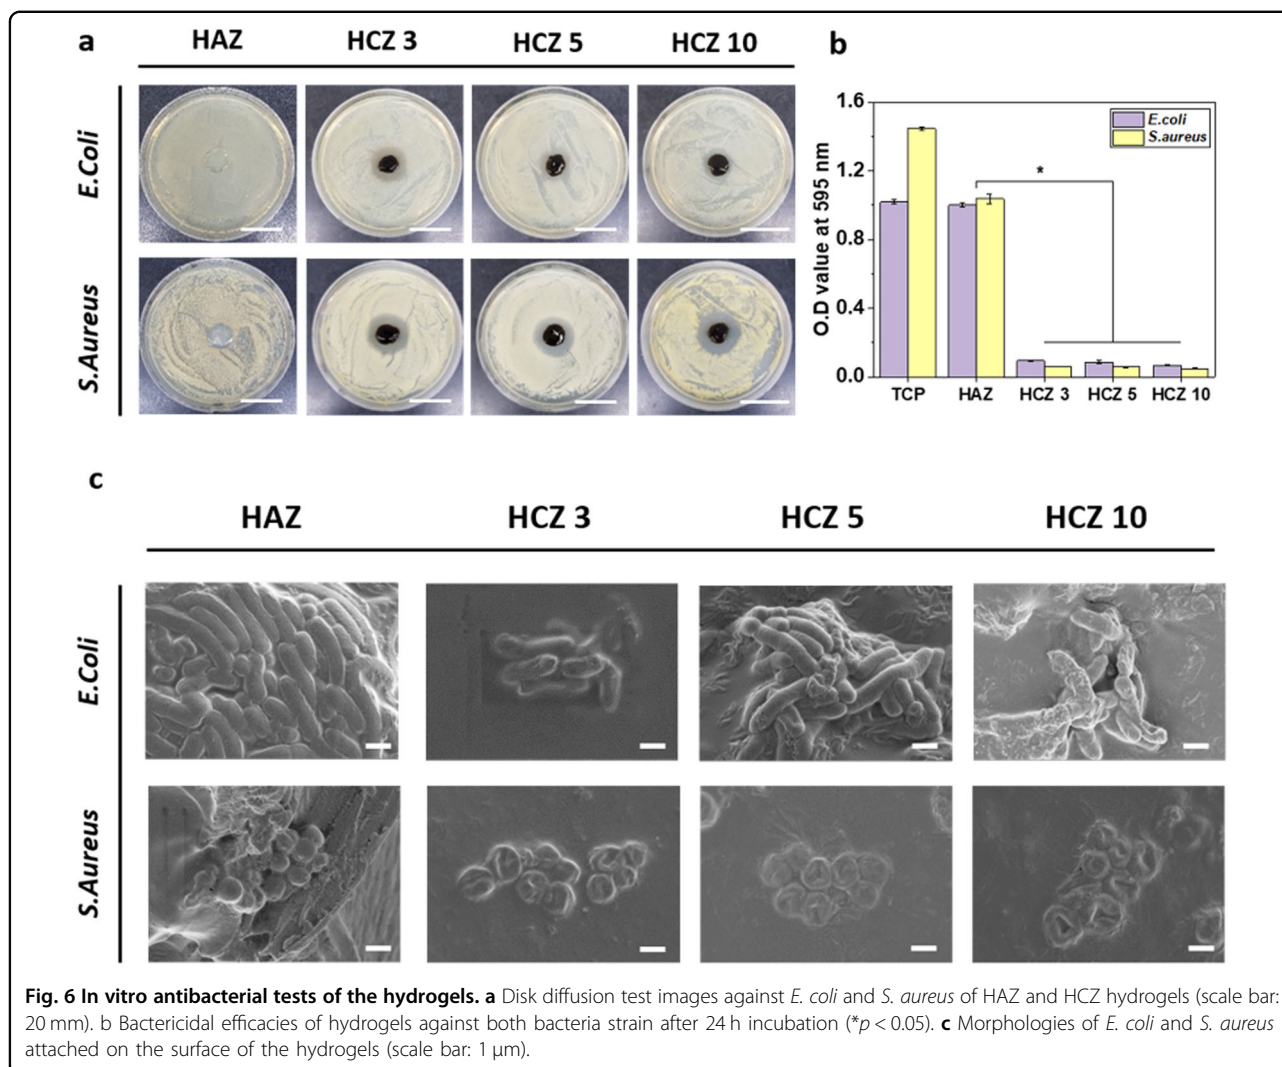 a
HAZ HCZ 3 HCZ 5 HCZ 10
E.Coli
S.Aureus
b
1.6
1.2
0.8
0.4
0.0
O.D value at 595 nm
E.coli
S.aureus
*
TCP HAZ HCZ 3 HCZ 5 HCZ 10
c
HAZ HCZ 3 HCZ 5 HCZ 10
E.Coli
S.Aureus
Fig. 6 In vitro antibacterial tests of the hydrogels. a Disk diffusion test images against E. coli and S. aureus of HAZ and HCZ hydrogels (scale bar:
20 mm). b Bactericidal efficacies of hydrogels against both bacteria strain after 24 h incubation (*p < 0.05). c Morphologies of E. coli and S. aureus
attached on the surface of the hydrogels (scale bar: 1 μm).